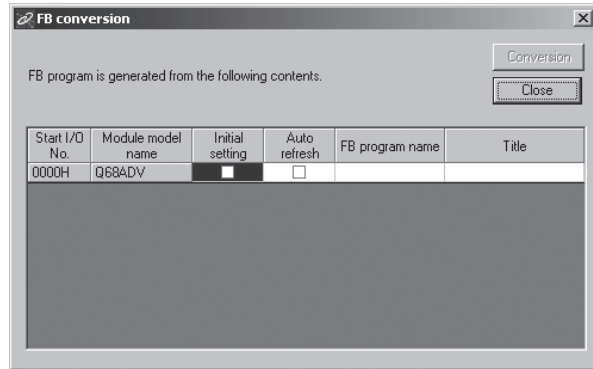 FB conversion
Conversion
FB program is generated from the following contents.
Close
Start I/O No. Module model name Initial setting Auto refresh FB program name Title
0000H Q68ADV